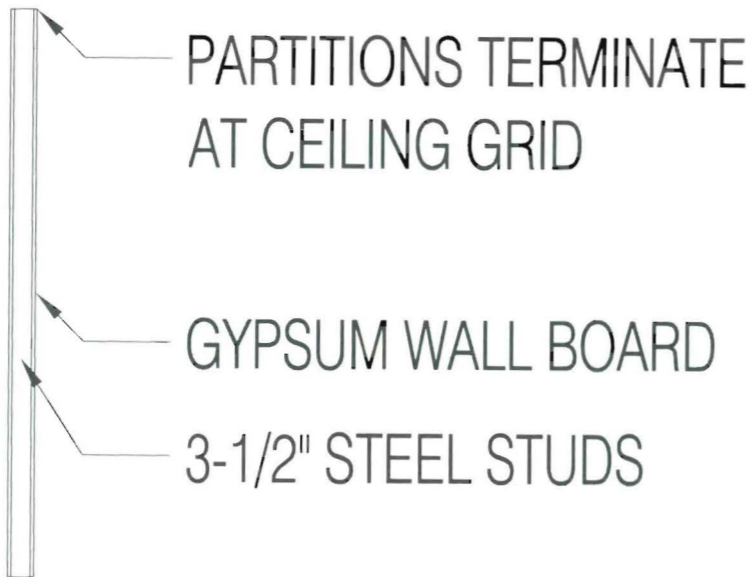 PARTITIONS TERMINATE
AT CEILING GRID
GYPSUM WALL BOARD
3-1/2" STEEL STUDS